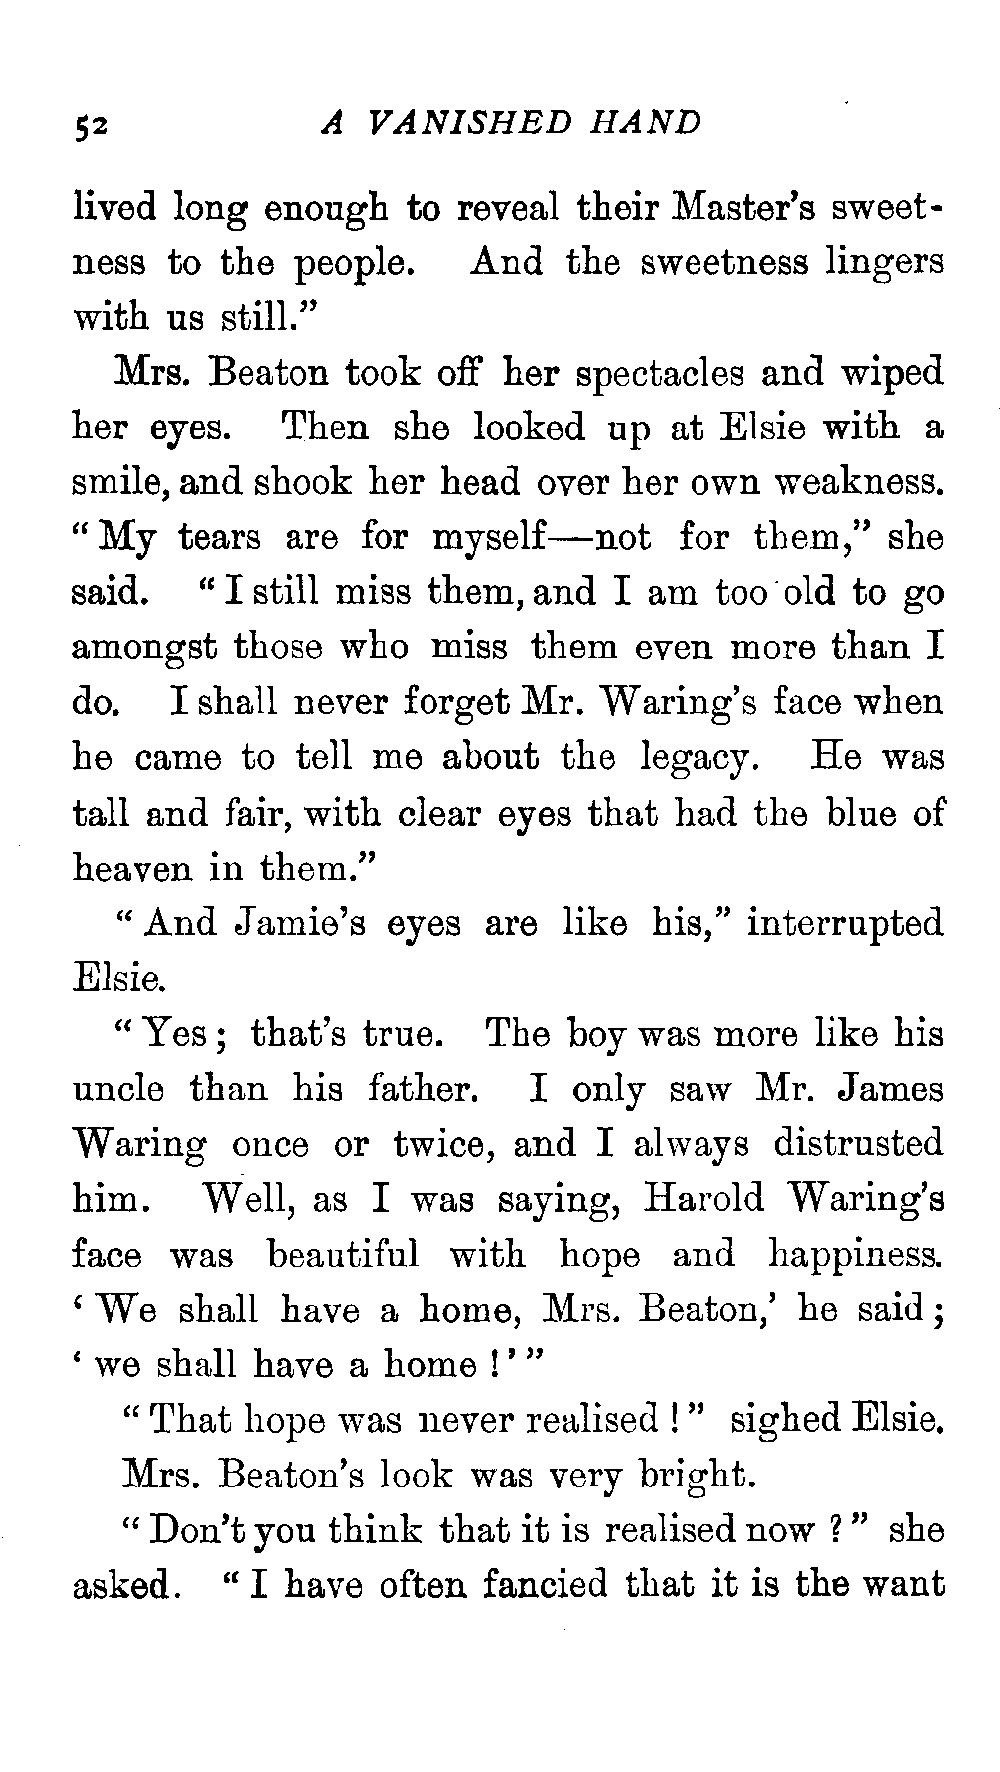 52 A VANISHED HAND
lived long enough to reveal their Master's sweet-
ness to the people. And the sweetness lingers
with us still."
Mrs. Beaton took off her spectacles and wiped
her eyes. Then she looked up at Elsie with a
smile, and shook her head over her own weakness.
"My tears are for myself—not for them," she
said. "I still miss them, and I am too old to go
amongst those who miss them even more than I
do. I shall never forget Mr. Waring's face when
he came to tell me about the legacy. He was
tall and fair, with clear eyes that had the blue of
heaven in them."
"And Jamie's eyes are like his," interrupted
Elsie.
"Yes; that's true. The boy was more like his
uncle than his father. I only saw Mr. James
Waring once or twice, and I always distrusted
him. Well, as I was saying, Harold Waring's
face was beautiful with hope and happiness.
'We shall have a home, Mrs. Beaton,' he said;
'we shall have a home!'"
"That hope was never realised!" sighed Elsie.
Mrs. Beaton's look was very bright.
"Don't you think that it is realised now?" she
asked. "I have often fancied that it is the want